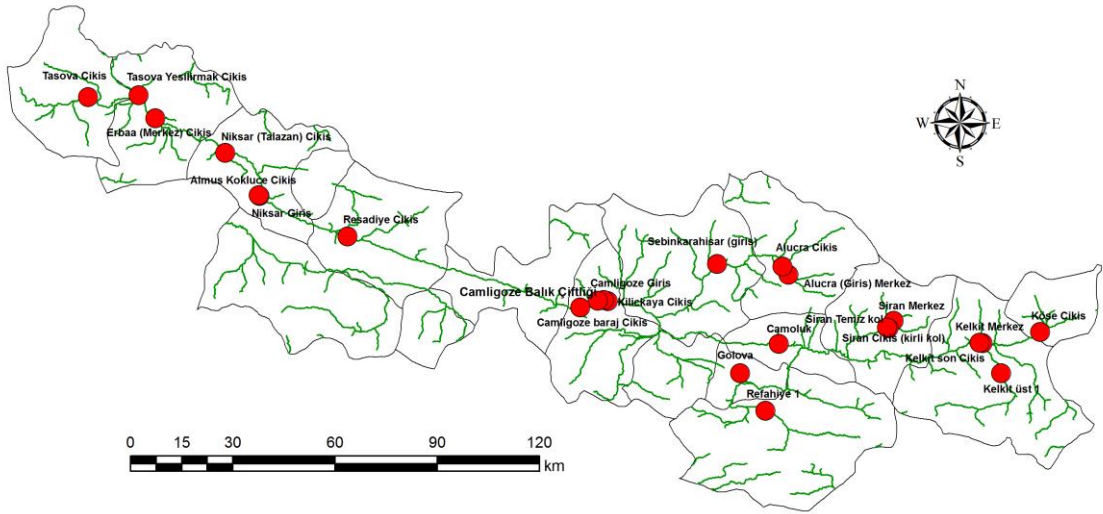 Tasova Cikis
Tasova Yesilirmak Cikis
Erbaa (Merkez) Cikis
Niksar (Talazan) Cikis
Almus Kokluce Cikis
Niksar Giris
Resadiye Cikis
N
W
E
S
Sebinkarahisar (giris)
Alucra Cikis
Alucra (Giris) Merkez
Camligoze Giris
Camligoze Balık Çiftliği
Kilickaya Cikis
Camligoze baraj Cikis
Siran Merkez
Siran Temiz kol
Siran Cikis (kirli kol)
Kelkit Merkez
Kose Cikis
Camoluk
Kelkit son Cikis
Golova
Kelkit üst 1
Refahiye 1
0 15 30 60 90 120
km